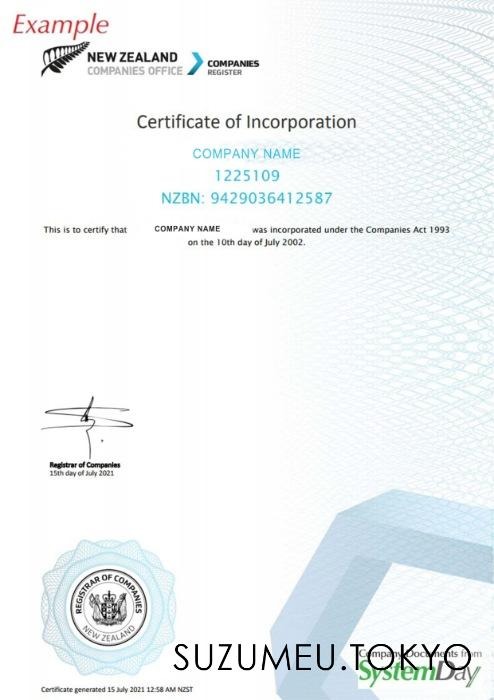 Example
NEW ZEALAND
COMPANIES OFFICE
COMPANIES
REGISTER
Certificate of Incorporation
COMPANY NAME
1225109
NZBN: 9429036412587
This is to certify that COMPANY NAME was incorporated under the Companies Act 1993
on the 10th day of July 2002.
Registrar of Companies
15th day of July 2021
REGISTRAR OF COMPANIES
NEW ZEALAND
SUZUMEU.TOKYO
Company Documents from
SystemDay
Certificate generated 15 July 2021 12:58 AM NZST